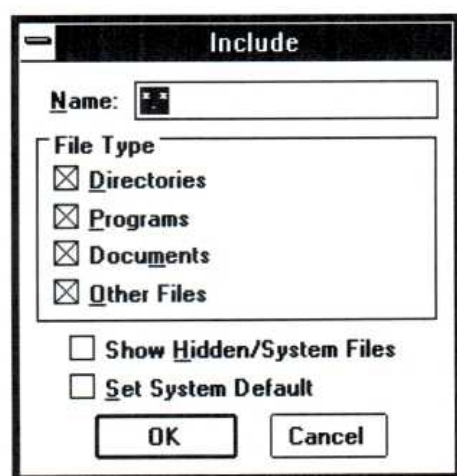 Include
Name: *.*
File Type
Directories
Programs
Documents
Other Files
Show Hidden/System Files
Set System Default
OK Cancel